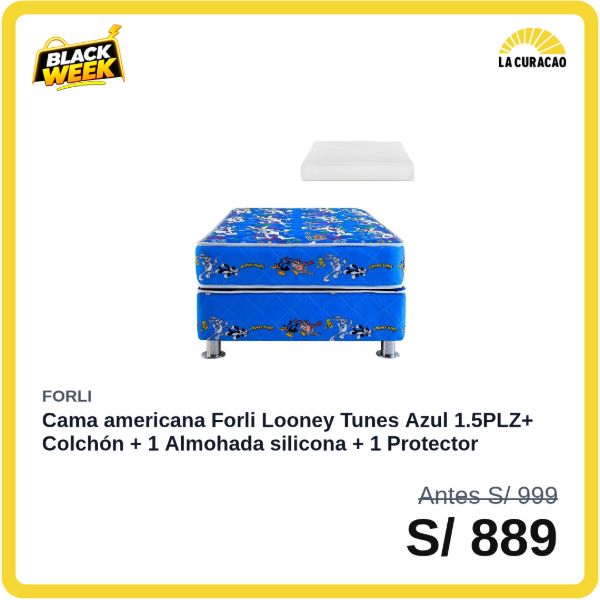 BLACK
WEEK
LA CURACAO
FORLI
Cama americana Forli Looney Tunes Azul 1.5PLZ+
Colchón + 1 Almohada silicona + 1 Protector
Antes S/ 999
S/ 889